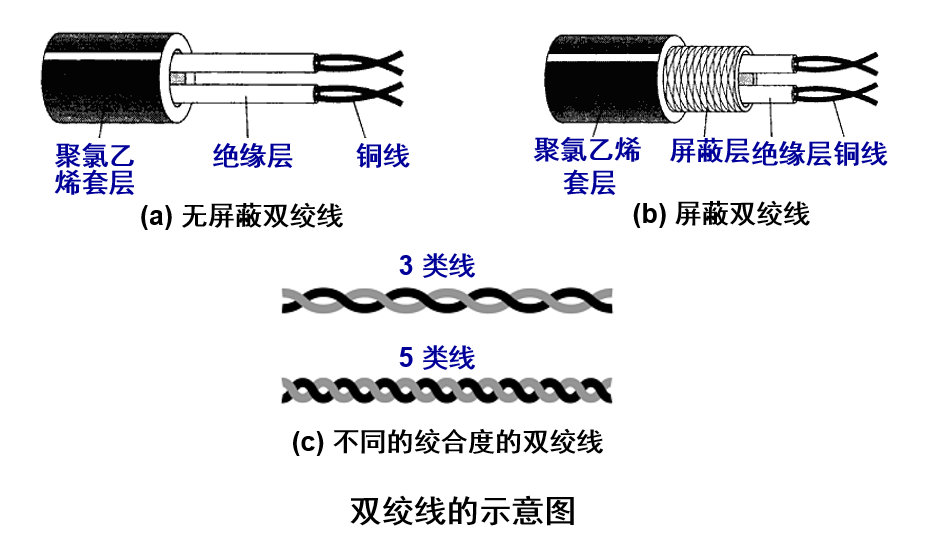 聚氯乙
烯套层
绝缘层
铜线
(a) 无屏蔽双绞线
聚氯乙烯
套层
屏蔽层
绝缘层
铜线
(b) 屏蔽双绞线
3 类线
5 类线
(c) 不同的绞合度的双绞线
双绞线的示意图